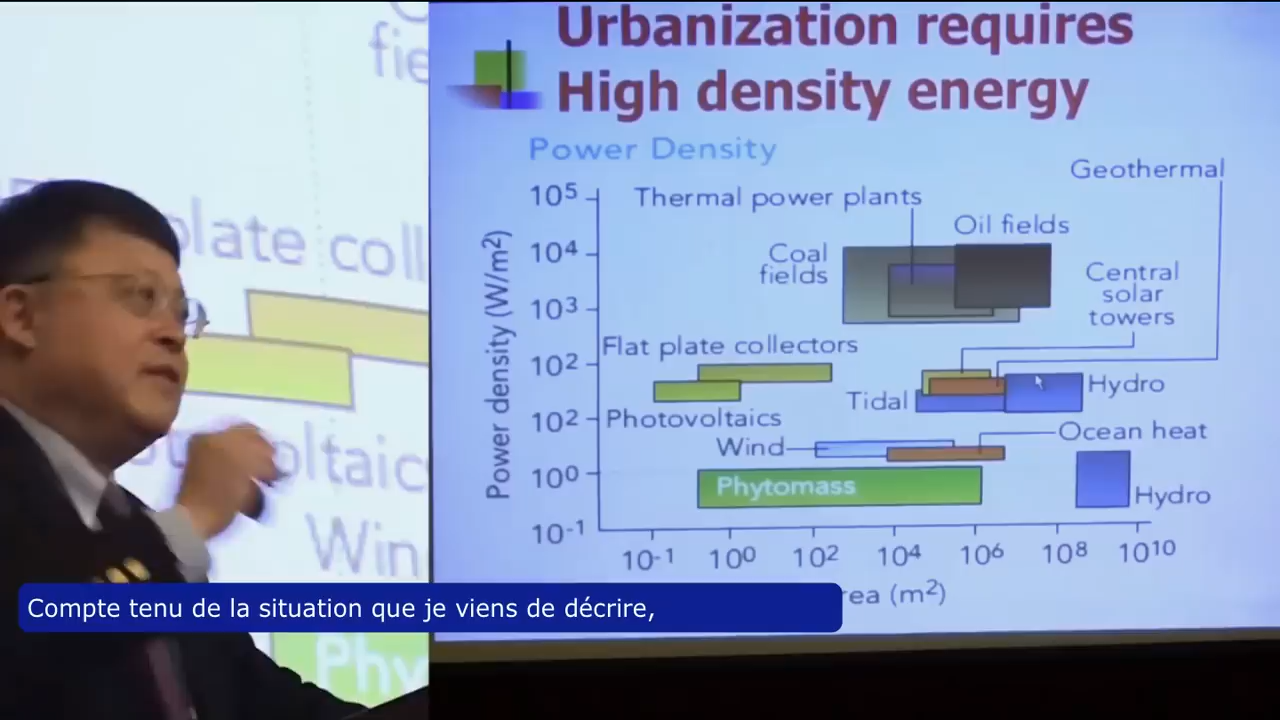 Urbanization requires
High density energy
Power Density
Geothermal
Thermal power plants
Oil fields
Coal
fields
Central
solar
towers
Flat plate collectors
Photovoltaics
Tidal
Hydro
Wind
Ocean heat
Phytomass
Hydro
Power density (W/m²)
10⁵
10⁴
10³
10²
10²
10⁰
10⁻¹
10⁻¹ 10⁰ 10² 10⁴ 10⁶ 10⁸ 10¹⁰
rea (m²)
fie
plate coll
oltaics
Win
Phy
Compte tenu de la situation que je viens de décrire,